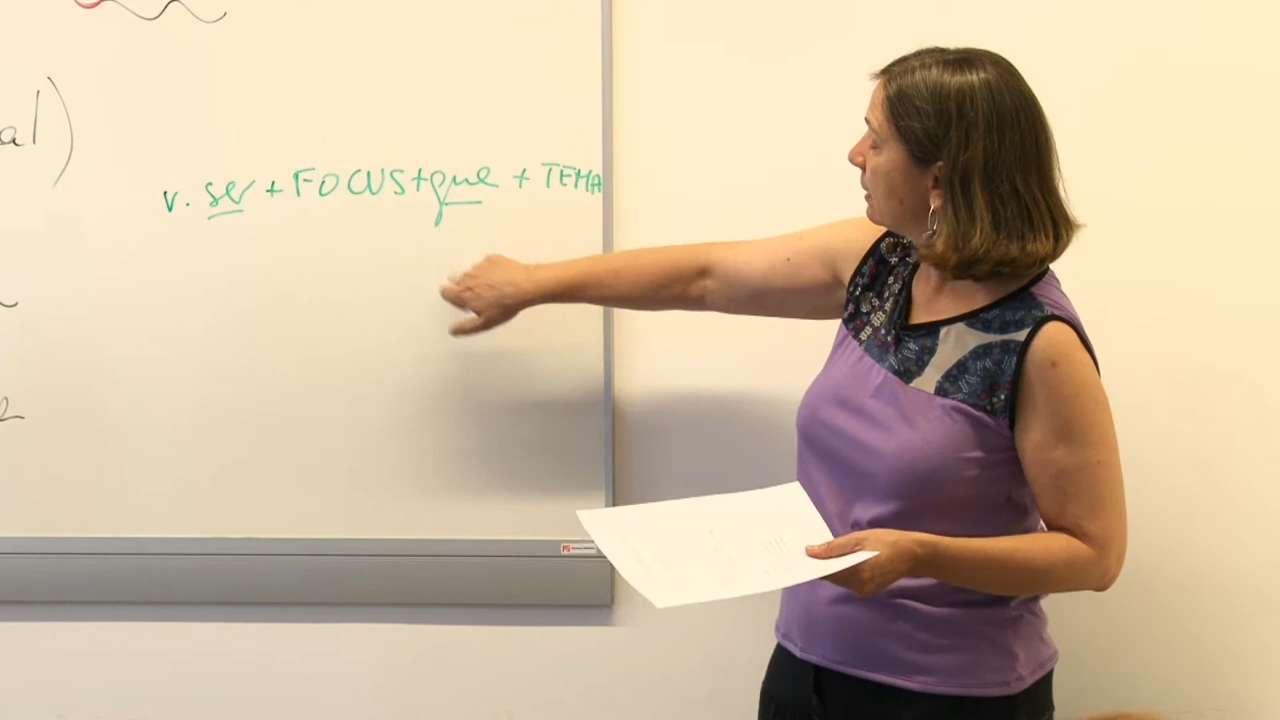 al)
v. ser + FOCUS + que + TEMA